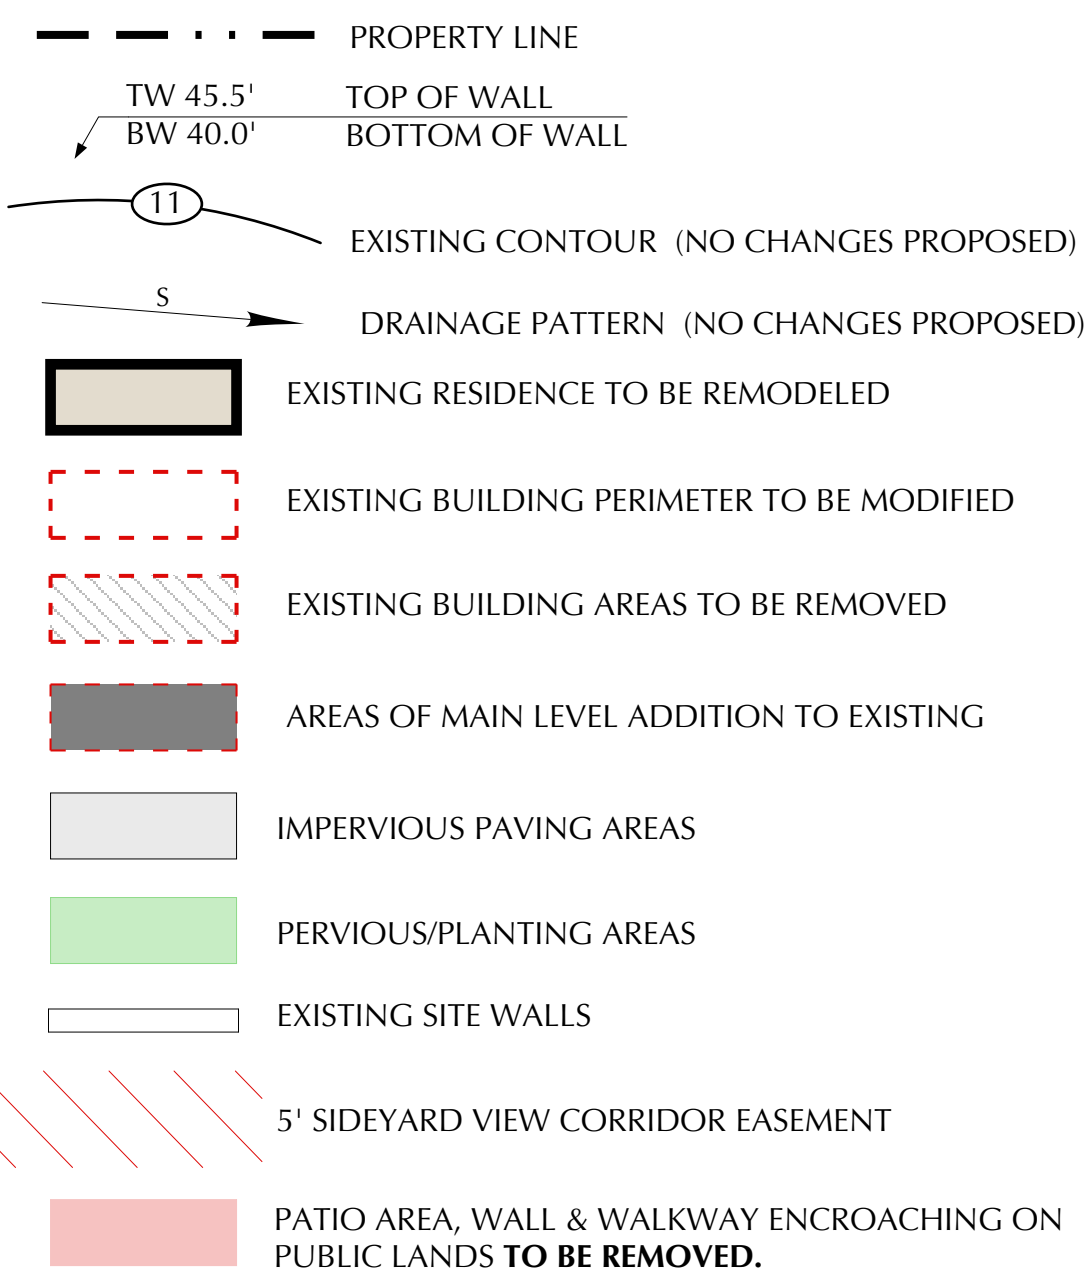 PROPERTY LINE
TW 45.5' TOP OF WALL
BW 40.0' BOTTOM OF WALL
11
EXISTING CONTOUR (NO CHANGES PROPOSED)
S
DRAINAGE PATTERN (NO CHANGES PROPOSED)
EXISTING RESIDENCE TO BE REMODELED
EXISTING BUILDING PERIMETER TO BE MODIFIED
EXISTING BUILDING AREAS TO BE REMOVED
AREAS OF MAIN LEVEL ADDITION TO EXISTING
IMPERVIOUS PAVING AREAS
PERVIOUS/PLANTING AREAS
EXISTING SITE WALLS
5' SIDEYARD VIEW CORRIDOR EASEMENT
PATIO AREA, WALL & WALKWAY ENCROACHING ON
PUBLIC LANDS TO BE REMOVED.